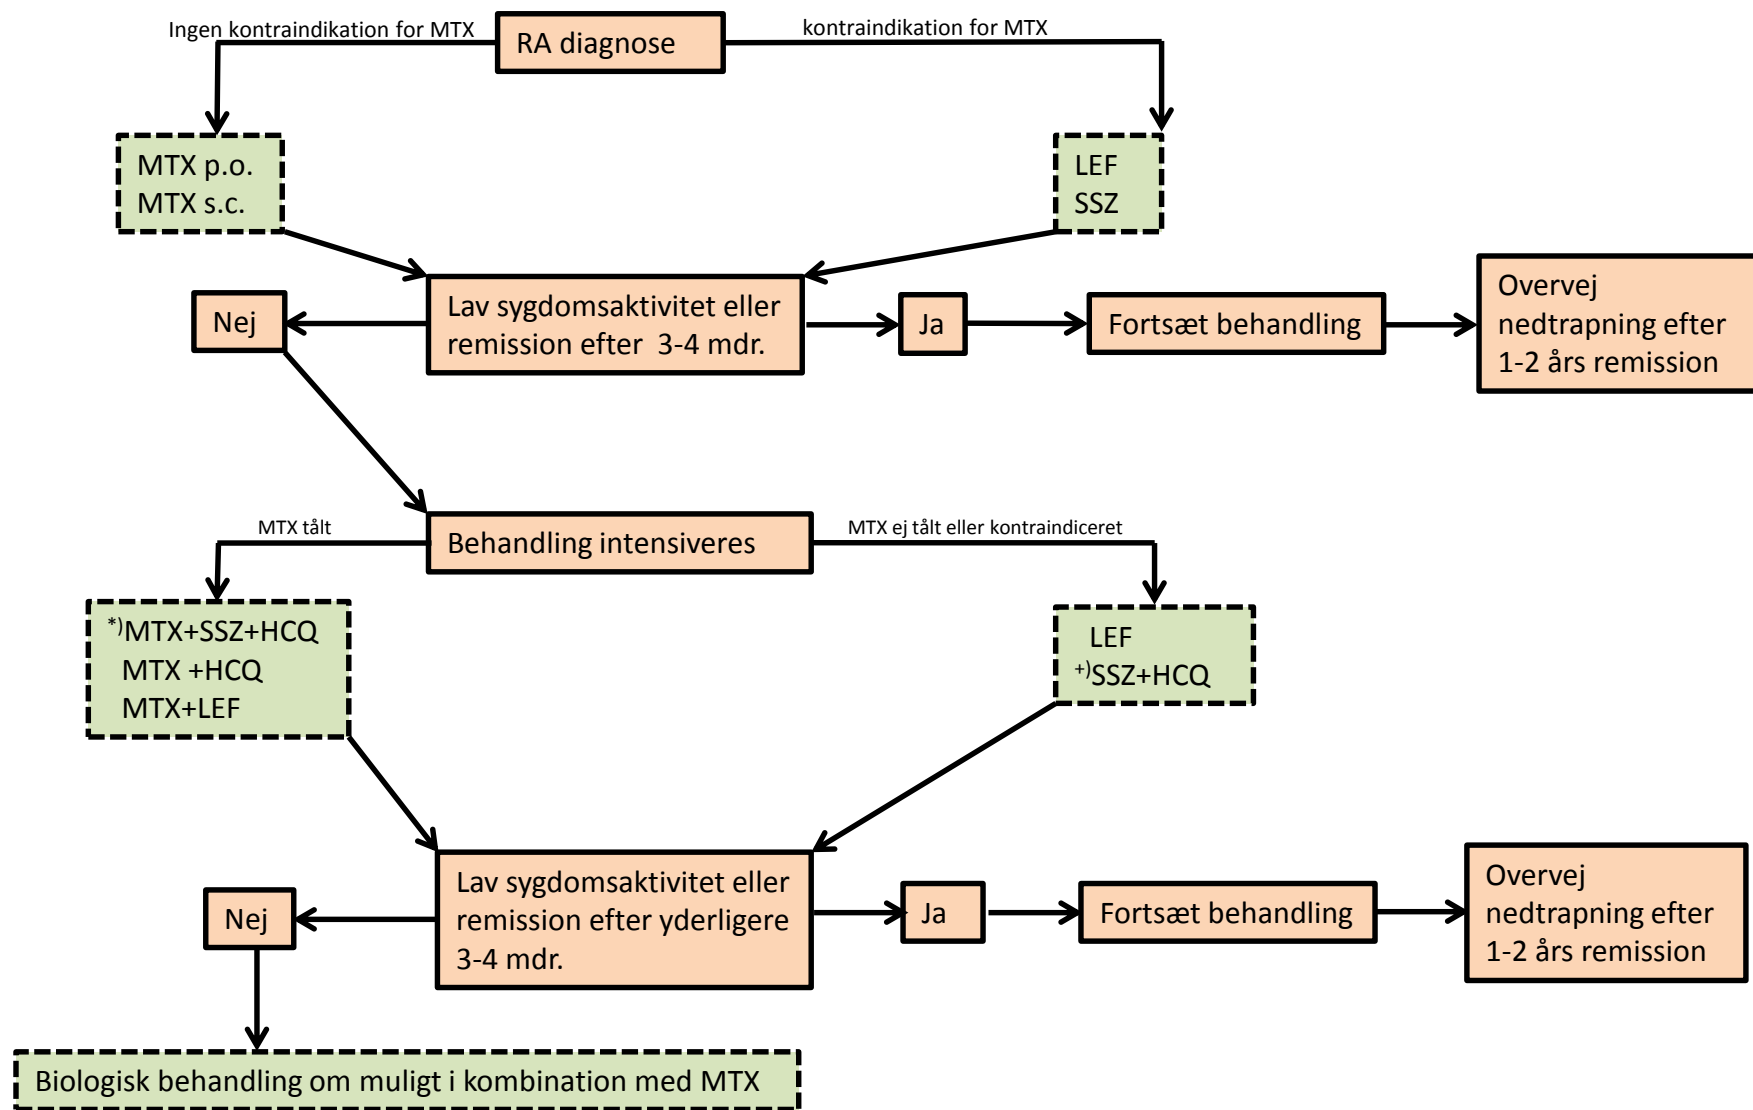 Ingen kontraindikation for MTX
RA diagnose
kontraindikation for MTX
MTX p.o.
MTX s.c.
LEF
SSZ
Nej
Lav sygdomsaktivitet eller
remission efter  3-4 mdr.
Ja
Fortsæt behandling
Overvej
nedtrapning efter
1-2 års remission
MTX tålt
Behandling intensiveres
MTX ej tålt eller kontraindiceret
*)MTX+SSZ+HCQ
MTX +HCQ
MTX+LEF
LEF
+)SSZ+HCQ
Nej
Lav sygdomsaktivitet eller
remission efter yderligere
3-4 mdr.
Ja
Fortsæt behandling
Overvej
nedtrapning efter
1-2 års remission
Biologisk behandling om muligt i kombination med MTX